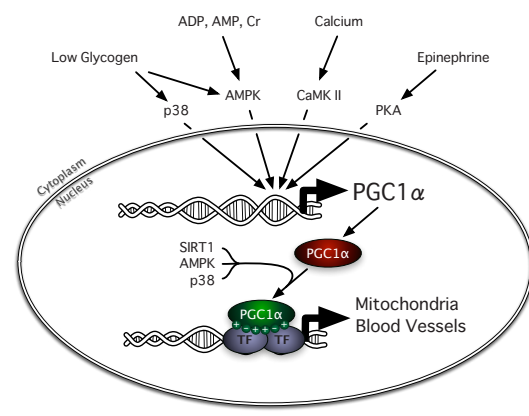 ADP, AMP, Cr
Calcium
Low Glycogen
Epinephrine
p38
AMPK
CaMK II
PKA
Cytoplasm
Nucleus
PGC1α
SIRT1
AMPK
p38
PGC1α
PGC1α
+ - + + - +
TF TF
Mitochondria
Blood Vessels